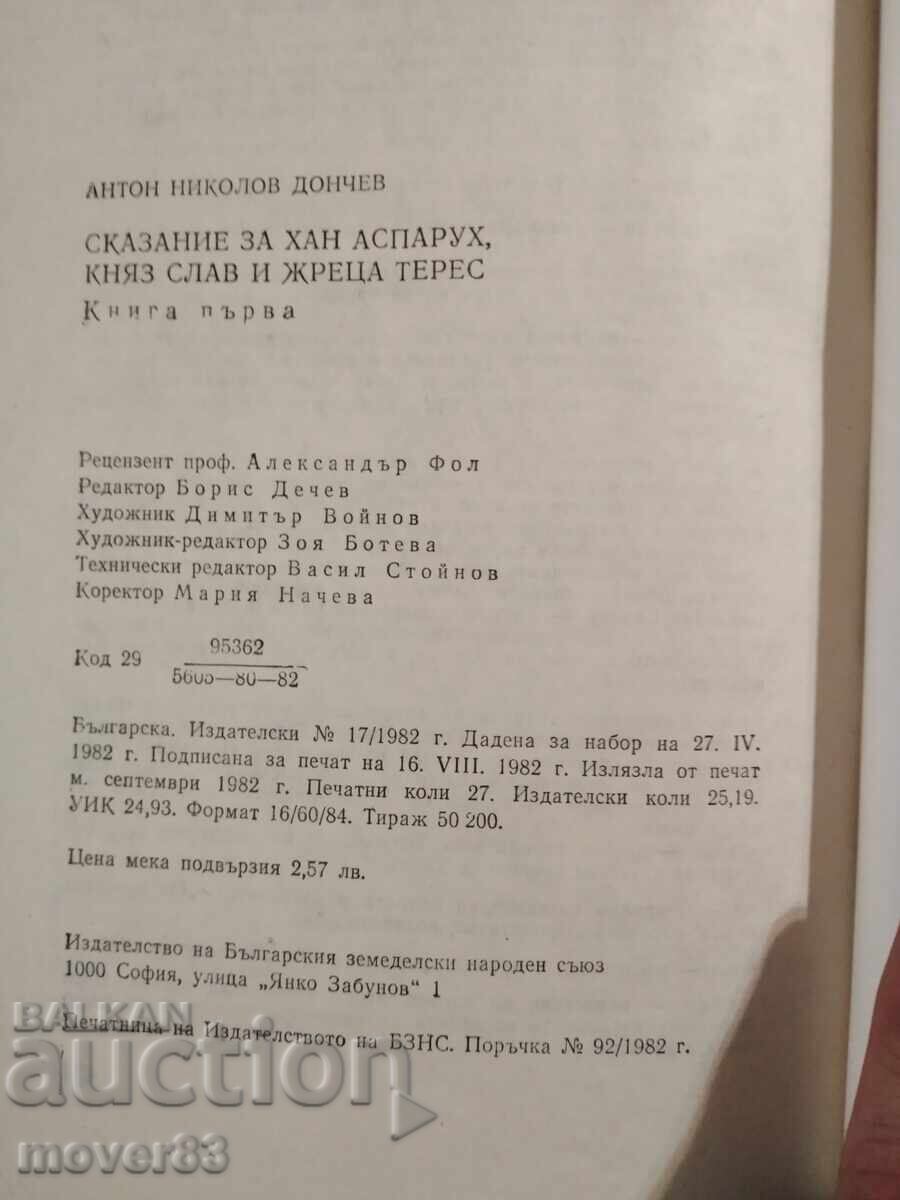 АНТОН НИКОЛОВ ДОНЧЕВ
СКАЗАНИЕ ЗА ХАН АСПАРУХ,
КНЯЗ СЛАВ И ЖРЕЦА ТЕРЕС
Книга първа
Рецензент проф. Александър Фол
Редактор Борис Дечев
Художник Димитър Войнов
Художник-редактор Зоя Ботева
Технически редактор Васил Стойнов
Коректор Мария Начева
95362
Код 29
5605—80—82
Българска. Издателски № 17/1982 г. Дадена за набор на 27. IV.
1982 г. Подписана за печат на 16. VIII. 1982 г. Излязла от печат
м. септември 1982 г. Печатни коли 27. Издателски коли 25,19.
УИК 24,93. Формат 16/60/84. Тираж 50 200.
Цена мека подвързия 2,57 лв.
Издателство на Българския земеделски народен съюз
1000 София, улица „Янко Забунов" 1
Печатница на Издателството на БЗНС. Поръчка № 92/1982 г.
BALKAN
auction
mover83